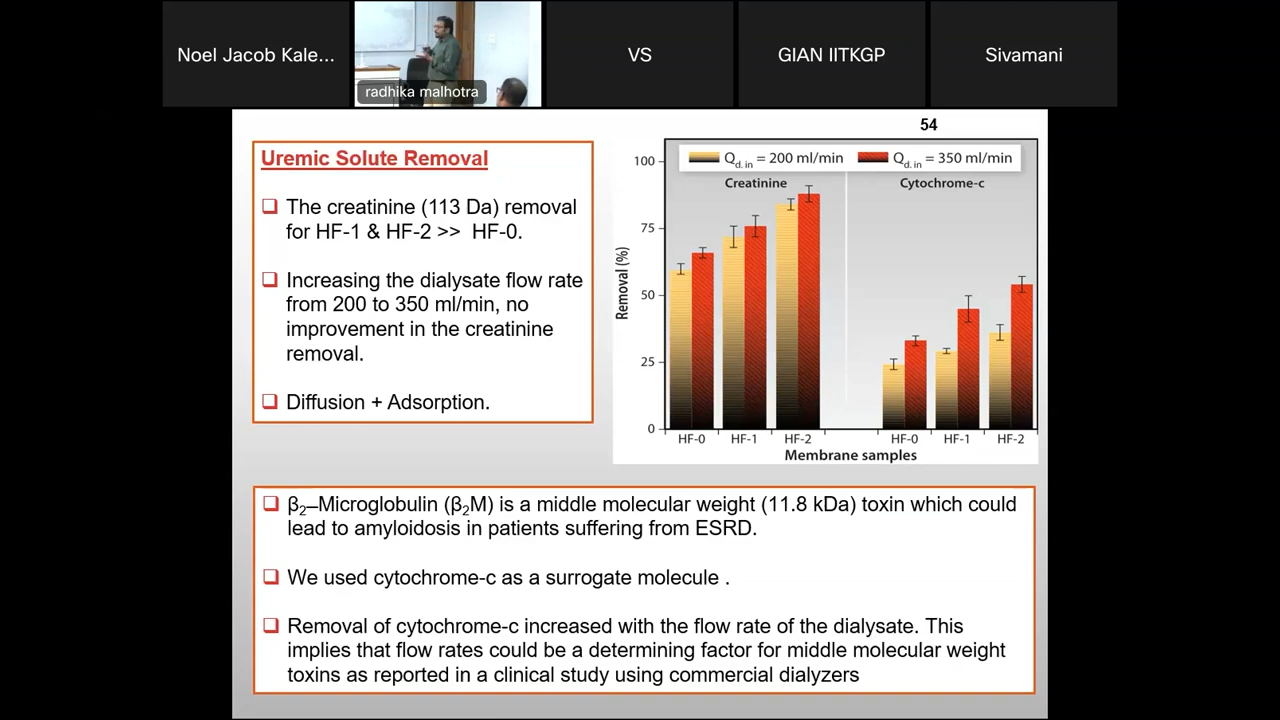 Noel Jacob Kale...
radhika malhotra
VS
GIAN IITKGP
Sivamani
54
Uremic Solute Removal
❑ The creatinine (113 Da) removal
for HF-1 & HF-2 >> HF-0.
❑ Increasing the dialysate flow rate
from 200 to 350 ml/min, no
improvement in the creatinine
removal.
❑ Diffusion + Adsorption.
Q d, in = 200 ml/min
Q d, in = 350 ml/min
Creatinine
Cytochrome-c
Removal (%)
100
75
50
25
0
HF-0 HF-1 HF-2 HF-0 HF-1 HF-2
Membrane samples
❑ β₂–Microglobulin (β₂M) is a middle molecular weight (11.8 kDa) toxin which could
lead to amyloidosis in patients suffering from ESRD.
❑ We used cytochrome-c as a surrogate molecule .
❑ Removal of cytochrome-c increased with the flow rate of the dialysate. This
implies that flow rates could be a determining factor for middle molecular weight
toxins as reported in a clinical study using commercial dialyzers